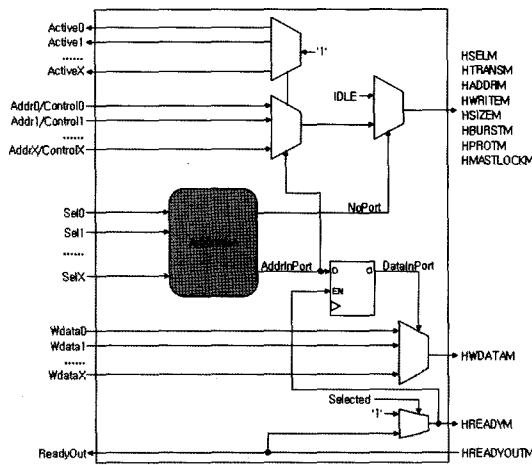 Active0
Active1
......
ActiveX
'1'
Addr0/Control0
Addr1/Control1
......
AddrX/ControlX
IDLE
HSELM
HTRANSM
HADDRM
HWRITEM
HSIZEM
HBURSTM
HPROTM
HMASTLOCKM
NoPort
Sel0
Sel1
......
SelX
AddrInPort
D
Q
DataInPort
EN
Wdata0
Wdata1
......
WdataX
HWDATAM
Selected
'1'
HREADYM
ReadyOut
HREADYOUTM